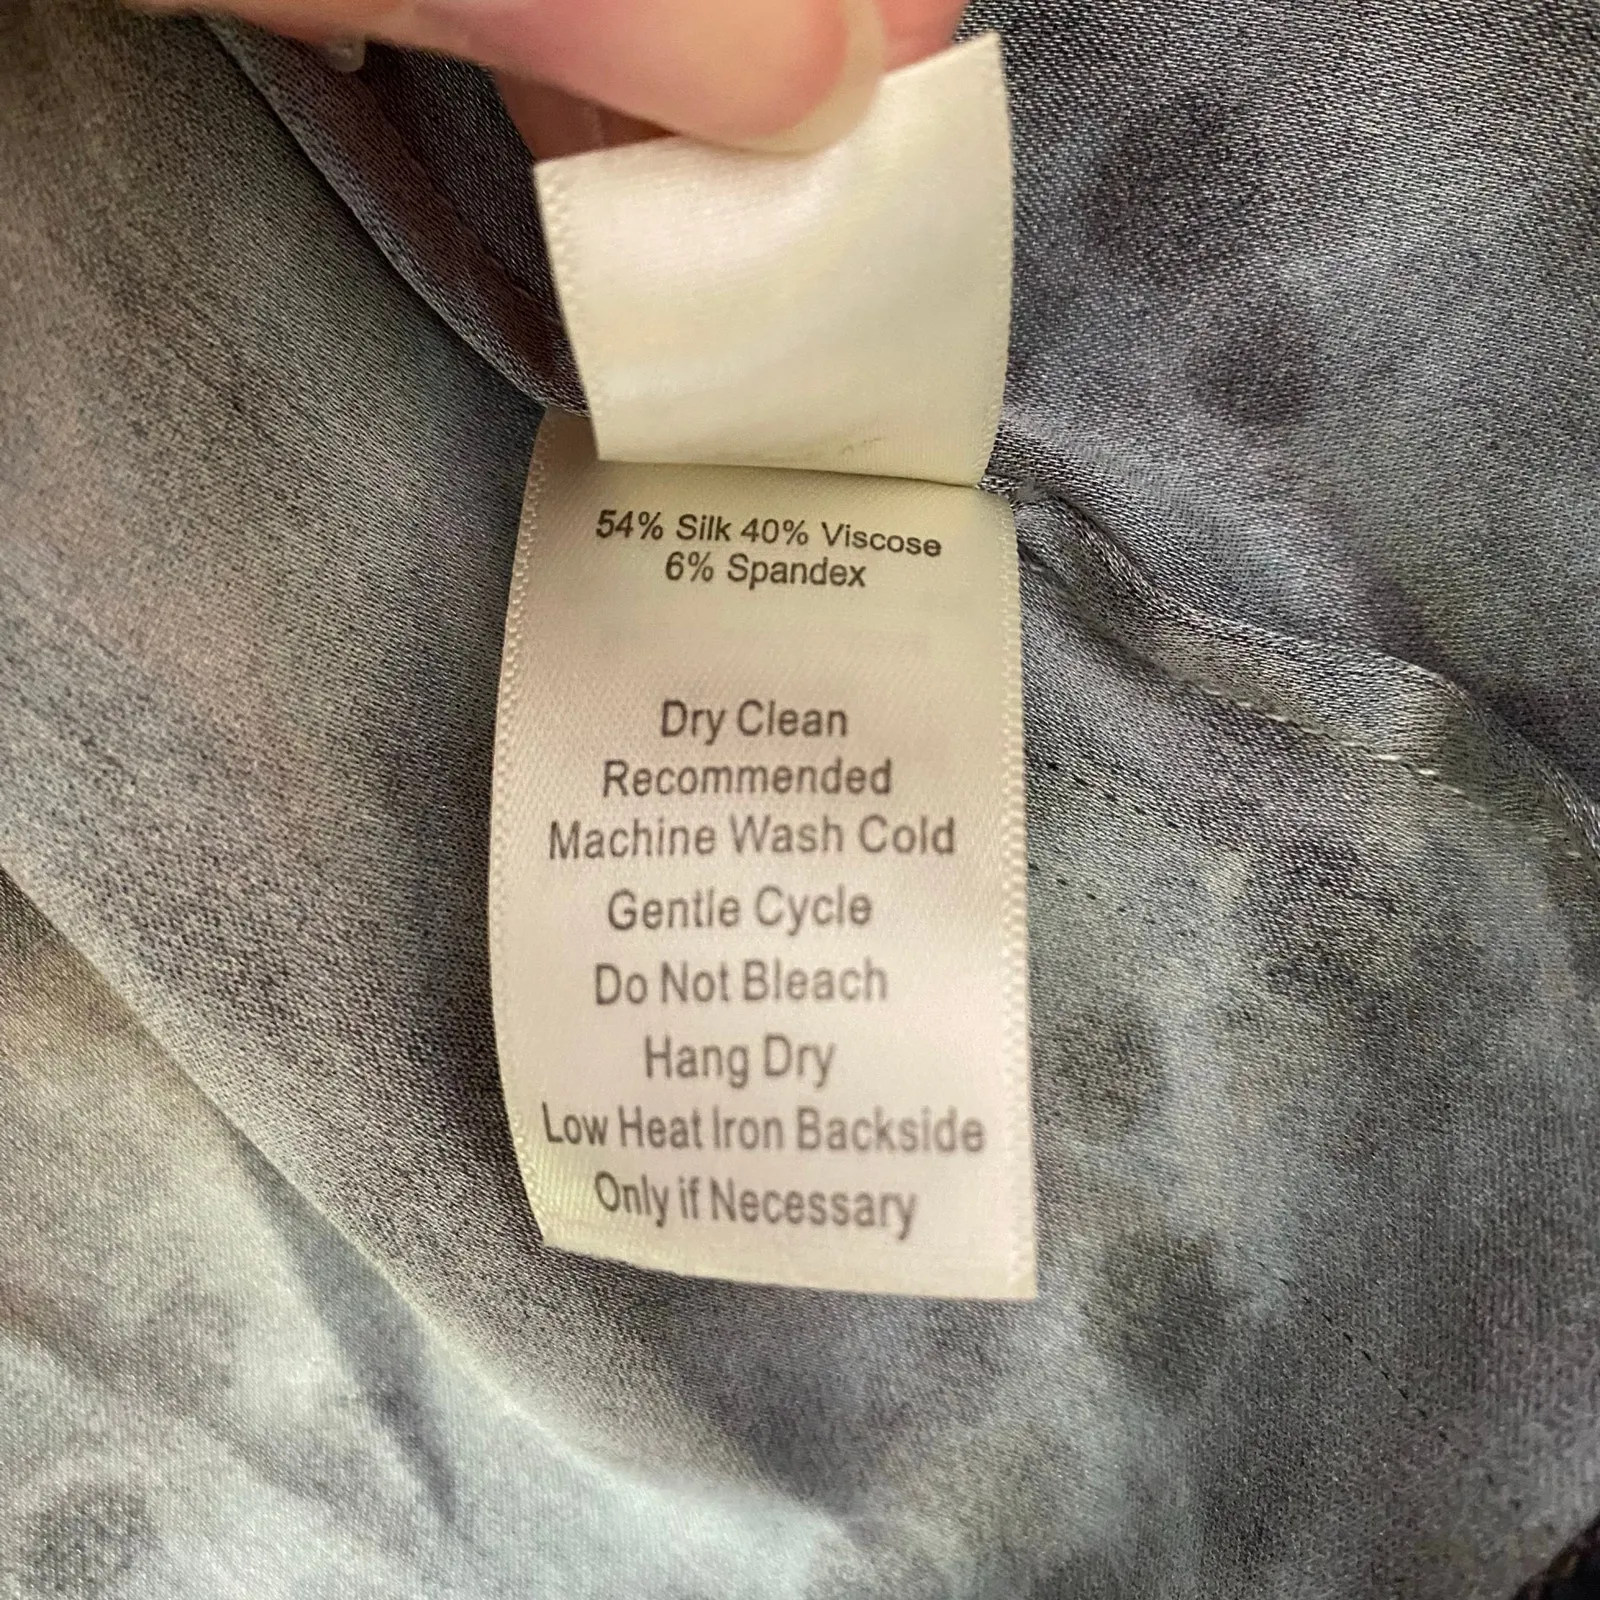 54% Silk 40% Viscose
6% Spandex
Dry Clean
Recommended
Machine Wash Cold
Gentle Cycle
Do Not Bleach
Hang Dry
Low Heat Iron Backside
Only if Necessary